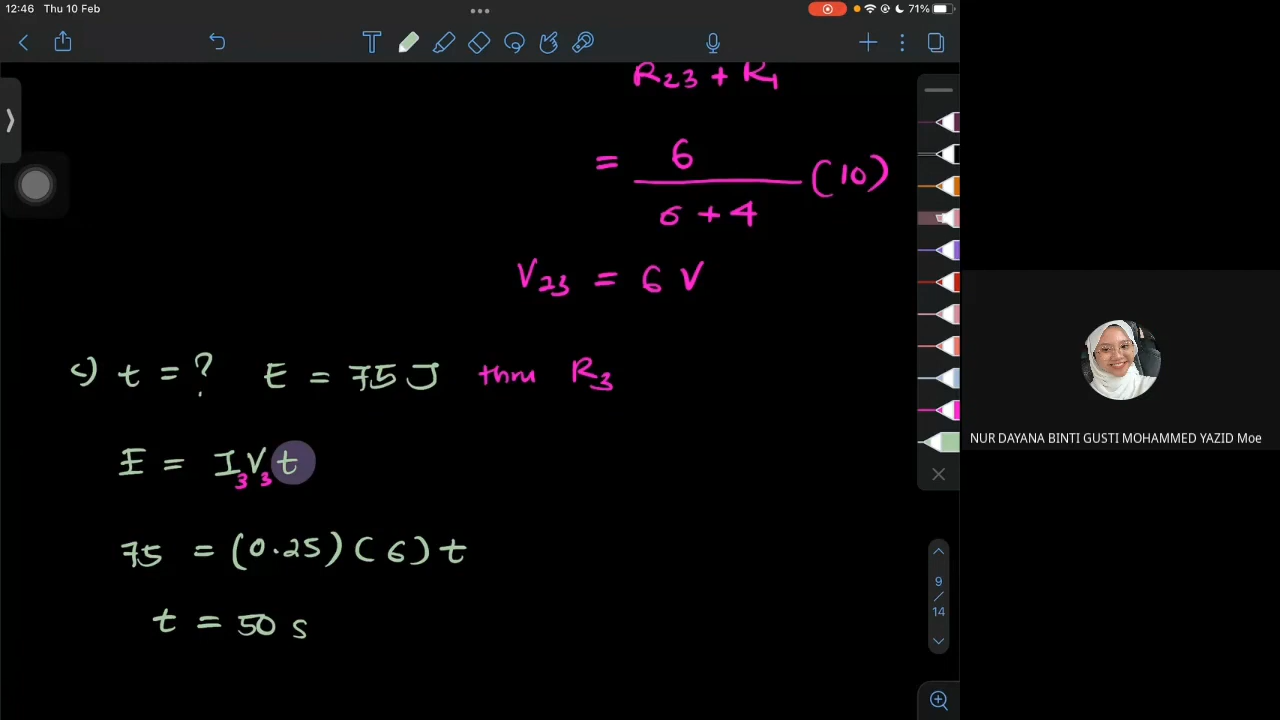 12:46 Thu 10 Feb
71%
R23 + R1
= 6 / 6 + 4 (10)
V23 = 6 V
c) t = ? E = 75 J thru R3
E = I3V3t
75 = (0.25)(6) t
t = 50 s
9
/
14
NUR DAYANA BINTI GUSTI MOHAMMED YAZID Moe